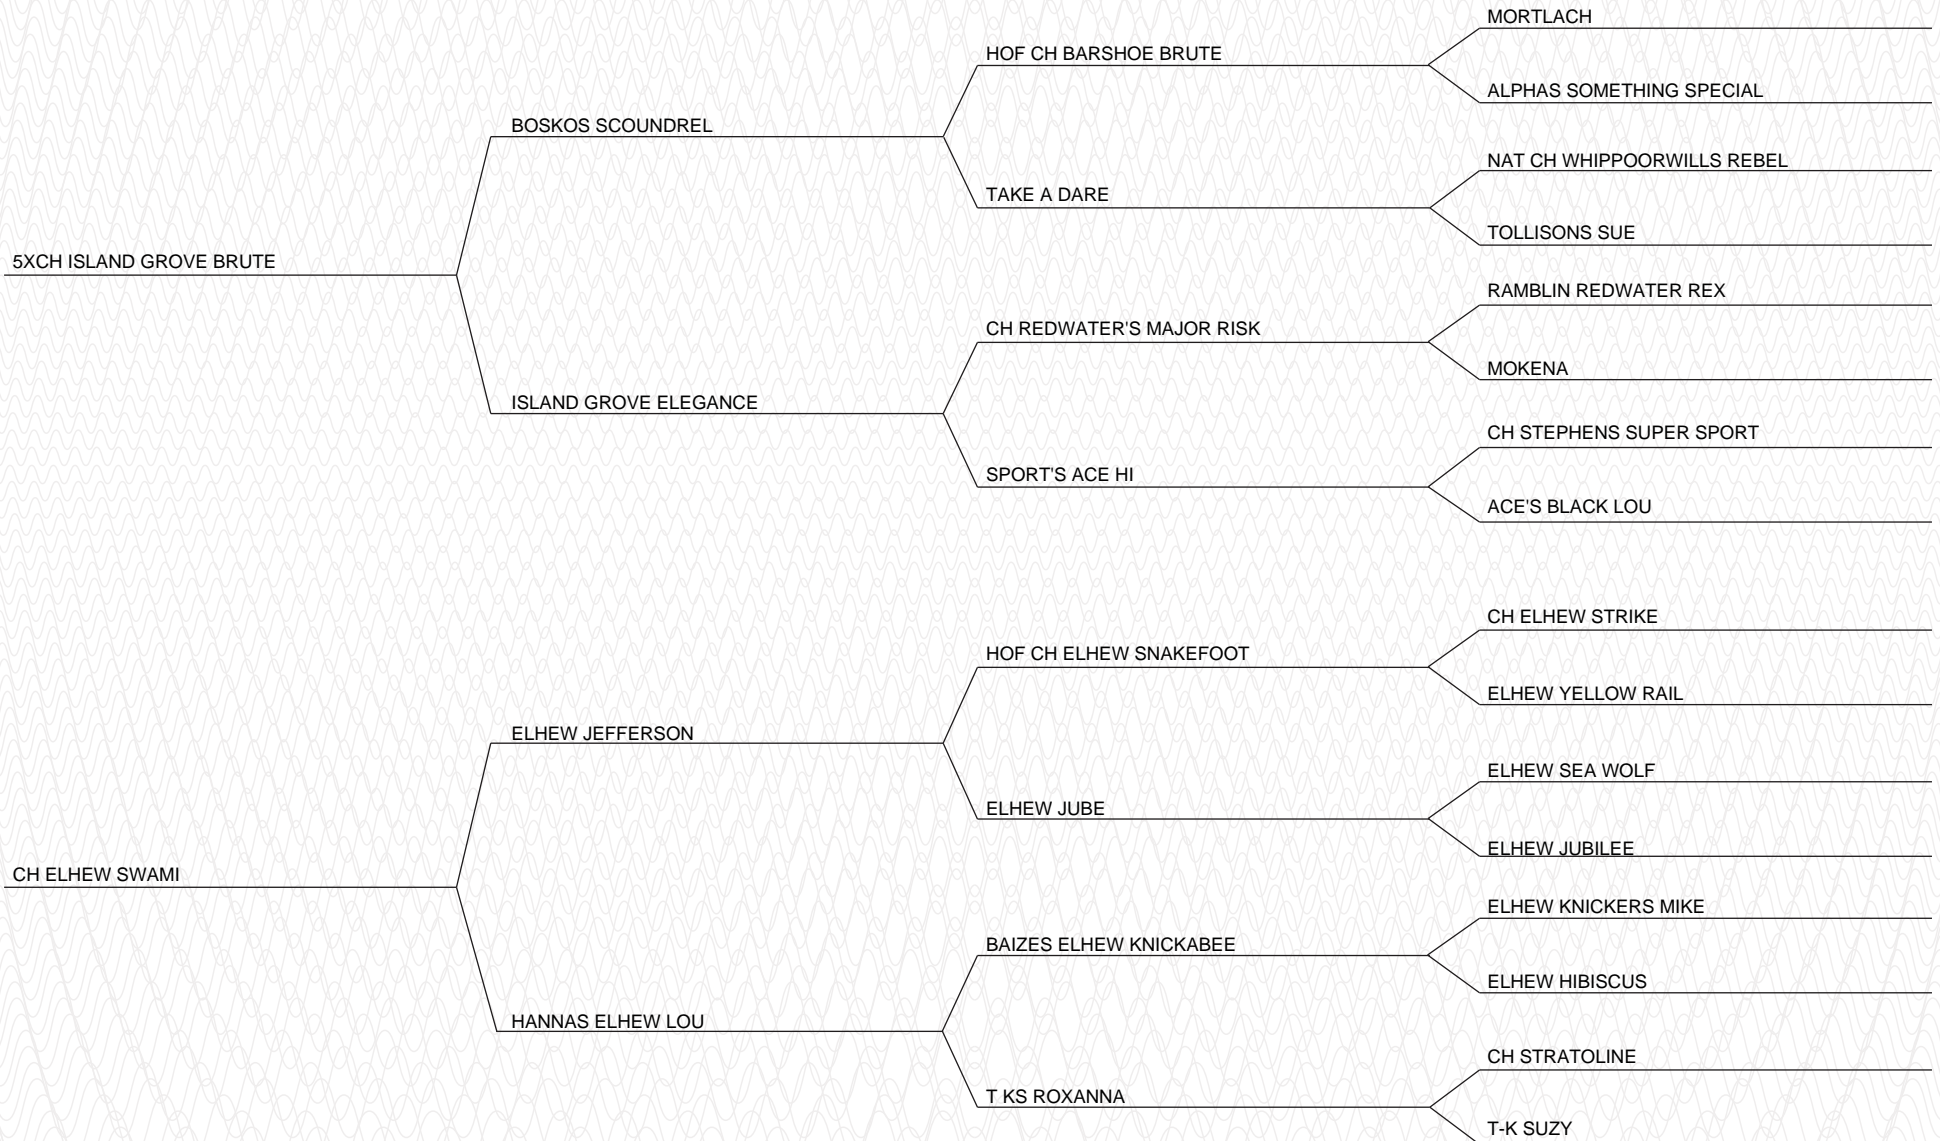 MORTLACH
HOF CH BARSHOE BRUTE
ALPHAS SOMETHING SPECIAL
BOSKOS SCOUNDREL
NAT CH WHIPPOORWILLS REBEL
TAKE A DARE
TOLLISONS SUE
5XCH ISLAND GROVE BRUTE
RAMBLIN REDWATER REX
CH REDWATER'S MAJOR RISK
MOKENA
ISLAND GROVE ELEGANCE
CH STEPHENS SUPER SPORT
SPORT'S ACE HI
ACE'S BLACK LOU
CH ELHEW STRIKE
HOF CH ELHEW SNAKEFOOT
ELHEW YELLOW RAIL
ELHEW JEFFERSON
ELHEW SEA WOLF
ELHEW JUBE
ELHEW JUBILEE
CH ELHEW SWAMI
ELHEW KNICKERS MIKE
BAIZES ELHEW KNICKABEE
ELHEW HIBISCUS
HANNAS ELHEW LOU
CH STRATOLINE
T KS ROXANNA
T-K SUZY